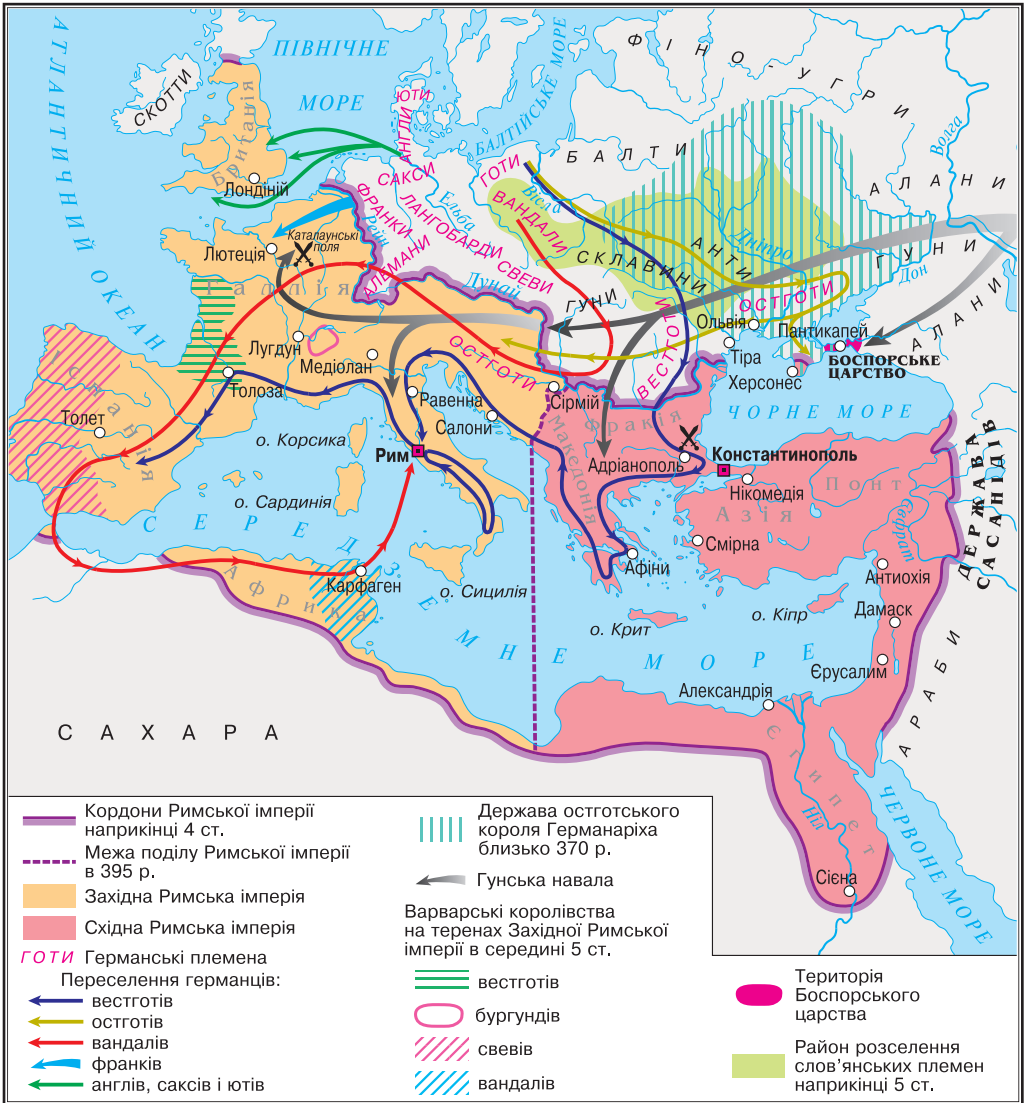 АТЛАНТИЧНИЙ ОКЕАН
ПІВНІЧНЕ
МОРЕ
БАЛТІЙСЬКЕ МОРЕ
ФІНО-УГРИ
СКОТТИ
Британія
Лондіній
ЮТИ
АНГЛИ
САКСИ
ФРАНКИ
ЛАНГОБАРДИ
АЛАМАНИ
СВЕВИ
Рейн
Ельба
ГОТИ
Вісла
ВАНДАЛИ
БАЛТИ
Волга
АЛАНИ
СКЛАВИНИ
АНТИ
Дніпро
ГУНИ
Дон
АЛАНИ
ОСТГОТИ
Лютеція
Каталаунські
поля
Галлія
Дунай
ГУНИ
ВЕСТГОТИ
Ольвія
Тіра
Пантикапей
БОСПОРСЬКЕ
ЦАРСТВО
Херсонес
Лугдун
Медіолан
ОСТГОТИ
Толоза
Равенна
Салони
Сірмій
ЧОРНЕ МОРЕ
Іспанія
Толет
о. Корсика
Рим
о. Сардинія
Македонія
Фракія
Адріанополь
Константинополь
Нікомедія
Понт
Азія
Євфрат
ДЕРЖАВА
САСАНІДІВ
СЕРЕДЗЕМНЕ МОРЕ
Смірна
Афіни
Африка
Карфаген
о. Сицилія
о. Крит
о. Кіпр
Антиохія
Дамаск
Єрусалим
АРАБИ
Александрія
САХАРА
Єгипет
Ніл
Сієна
ЧЕРВОНЕ МОРЕ
Кордони Римської імперії
наприкінці 4 ст.
Межа поділу Римської імперії
в 395 р.
Західна Римська імперія
Східна Римська імперія
ГОТИ Германські племена
Переселення германців:
вестготів
остготів
вандалів
франків
англів, саксів і ютів
Держава остготського
короля Германаріха
близько 370 р.
Гунська навала
Варварські королівства
на теренах Західної Римської
імперії в середині 5 ст.
вестготів
бургундів
свевів
вандалів
Територія
Боспорського
царства
Район розселення
слов’янських племен
наприкінці 5 ст.